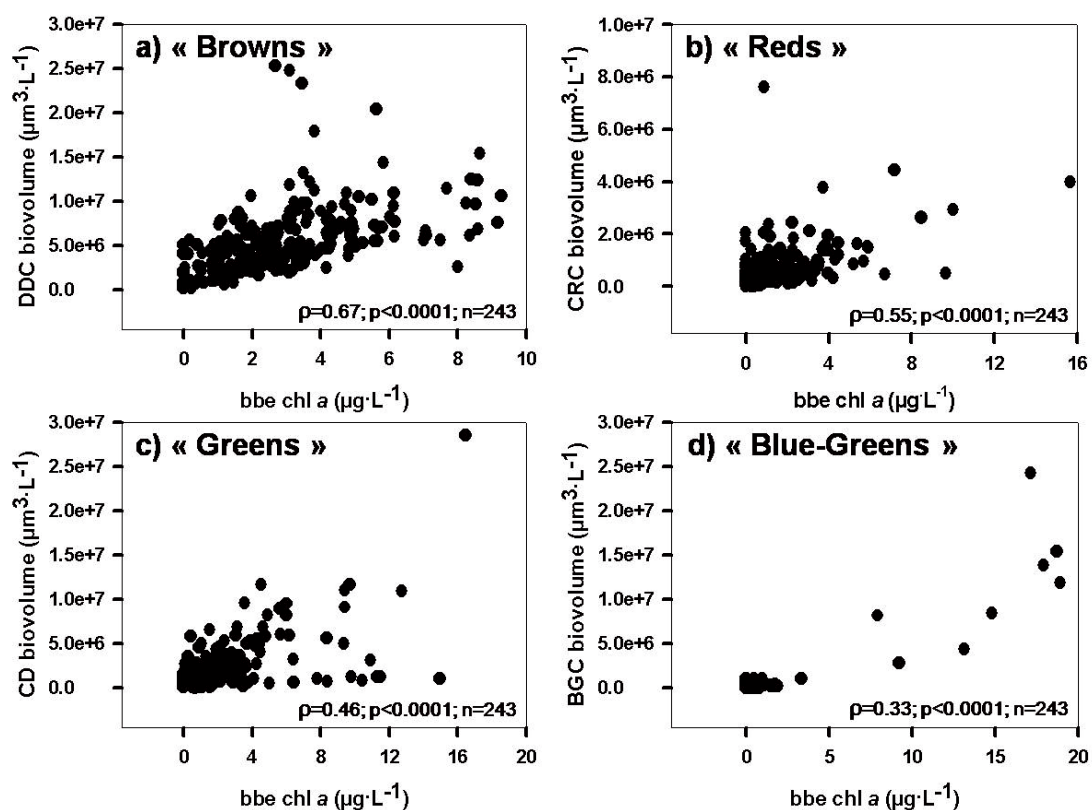 a) « Browns »
3.0e+7
2.5e+7
2.0e+7
1.5e+7
1.0e+7
5.0e+6
0.0
DDC biovolume (µm³·L⁻¹)
ρ=0.67; p<0.0001; n=243
0 2 4 6 8 10
bbe chl a (µg·L⁻¹)
b) « Reds »
1.0e+7
8.0e+6
6.0e+6
4.0e+6
2.0e+6
0.0
CRC biovolume (µm³·L⁻¹)
ρ=0.55; p<0.0001; n=243
0 4 8 12 16
bbe chl a (µg·L⁻¹)
c) « Greens »
3.0e+7
2.5e+7
2.0e+7
1.5e+7
1.0e+7
5.0e+6
0.0
CD biovolume (µm³·L⁻¹)
ρ=0.46; p<0.0001; n=243
0 4 8 12 16 20
bbe chl a (µg·L⁻¹)
d) « Blue-Greens »
3.0e+7
2.5e+7
2.0e+7
1.5e+7
1.0e+7
5.0e+6
0.0
BGC biovolume (µm³·L⁻¹)
ρ=0.33; p<0.0001; n=243
0 5 10 15 20
bbe chl a (µg·L⁻¹)